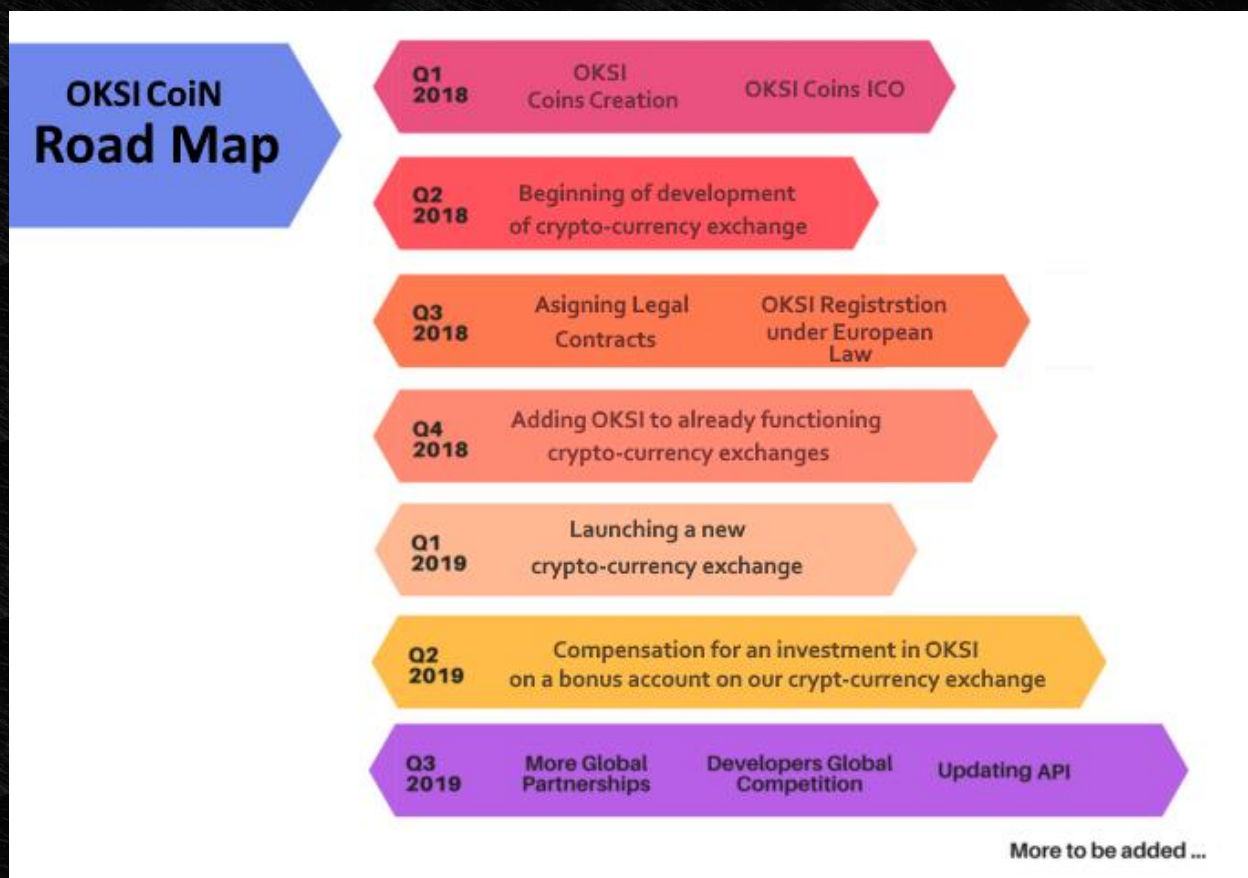 OKSI CoiN
Road Map
Q1
2018
OKSI
Coins Creation
OKSI Coins ICO
Q2
2018
Beginning of development
of crypto-currency exchange
Q3
2018
Asigning Legal
Contracts
OKSI Registrstion
under European
Law
Q4
2018
Adding OKSI to already functioning
crypto-currency exchanges
Q1
2019
Launching a new
crypto-currency exchange
Q2
2019
Compensation for an investment in OKSI
on a bonus account on our crypt-currency exchange
Q3
2019
More Global
Partnerships
Developers Global
Competition
Updating API
More to be added ...